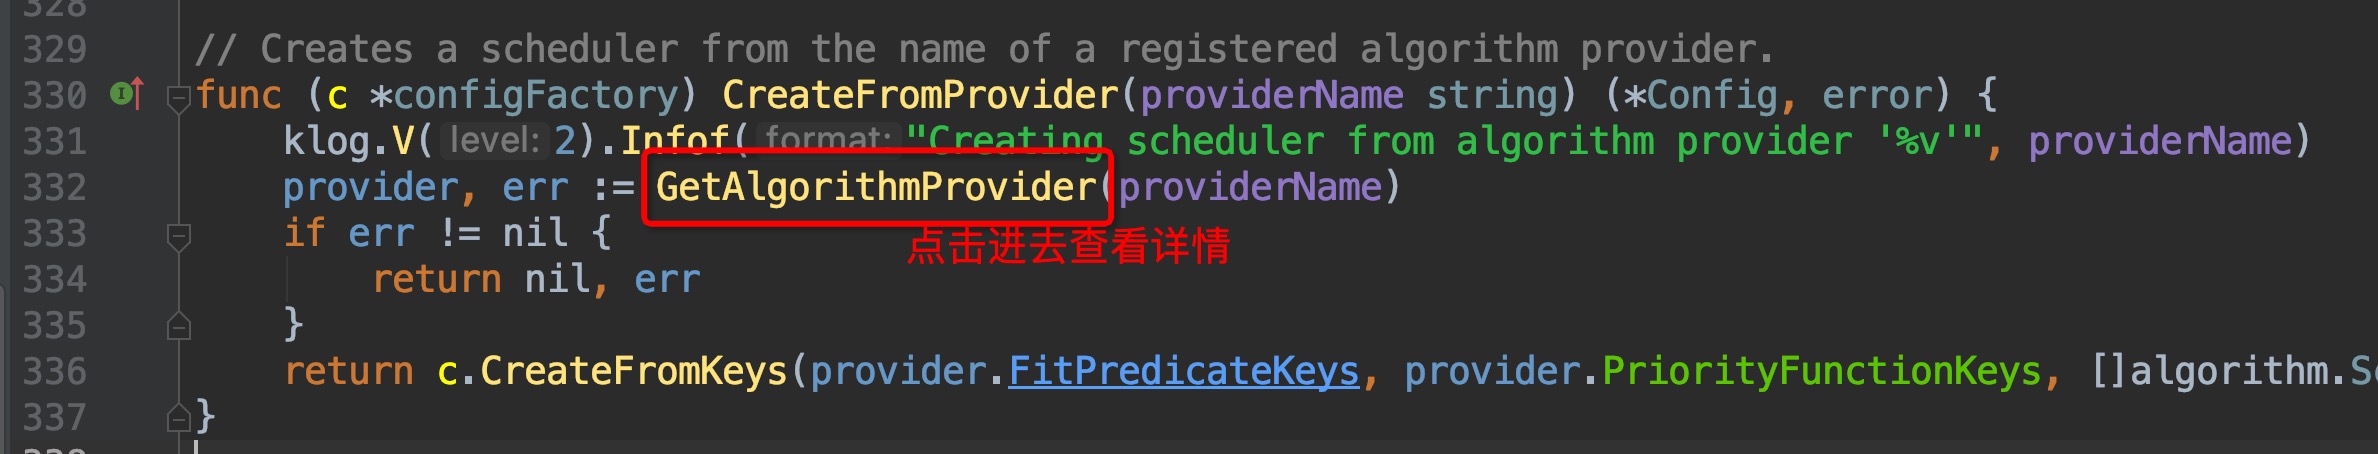 329 // Creates a scheduler from the name of a registered algorithm provider.
330 func (c *configFactory) CreateFromProvider(providerName string) (*Config, error) {
331 klog.V( level: 2).Infof( format: "Creating scheduler from algorithm provider '%v'", providerName)
332 provider, err := GetAlgorithmProvider(providerName)
333 if err != nil {
点击进去查看详情
334 return nil, err
335 }
336 return c.CreateFromKeys(provider.FitPredicateKeys, provider.PriorityFunctionKeys, []algorithm.Sc
337 }